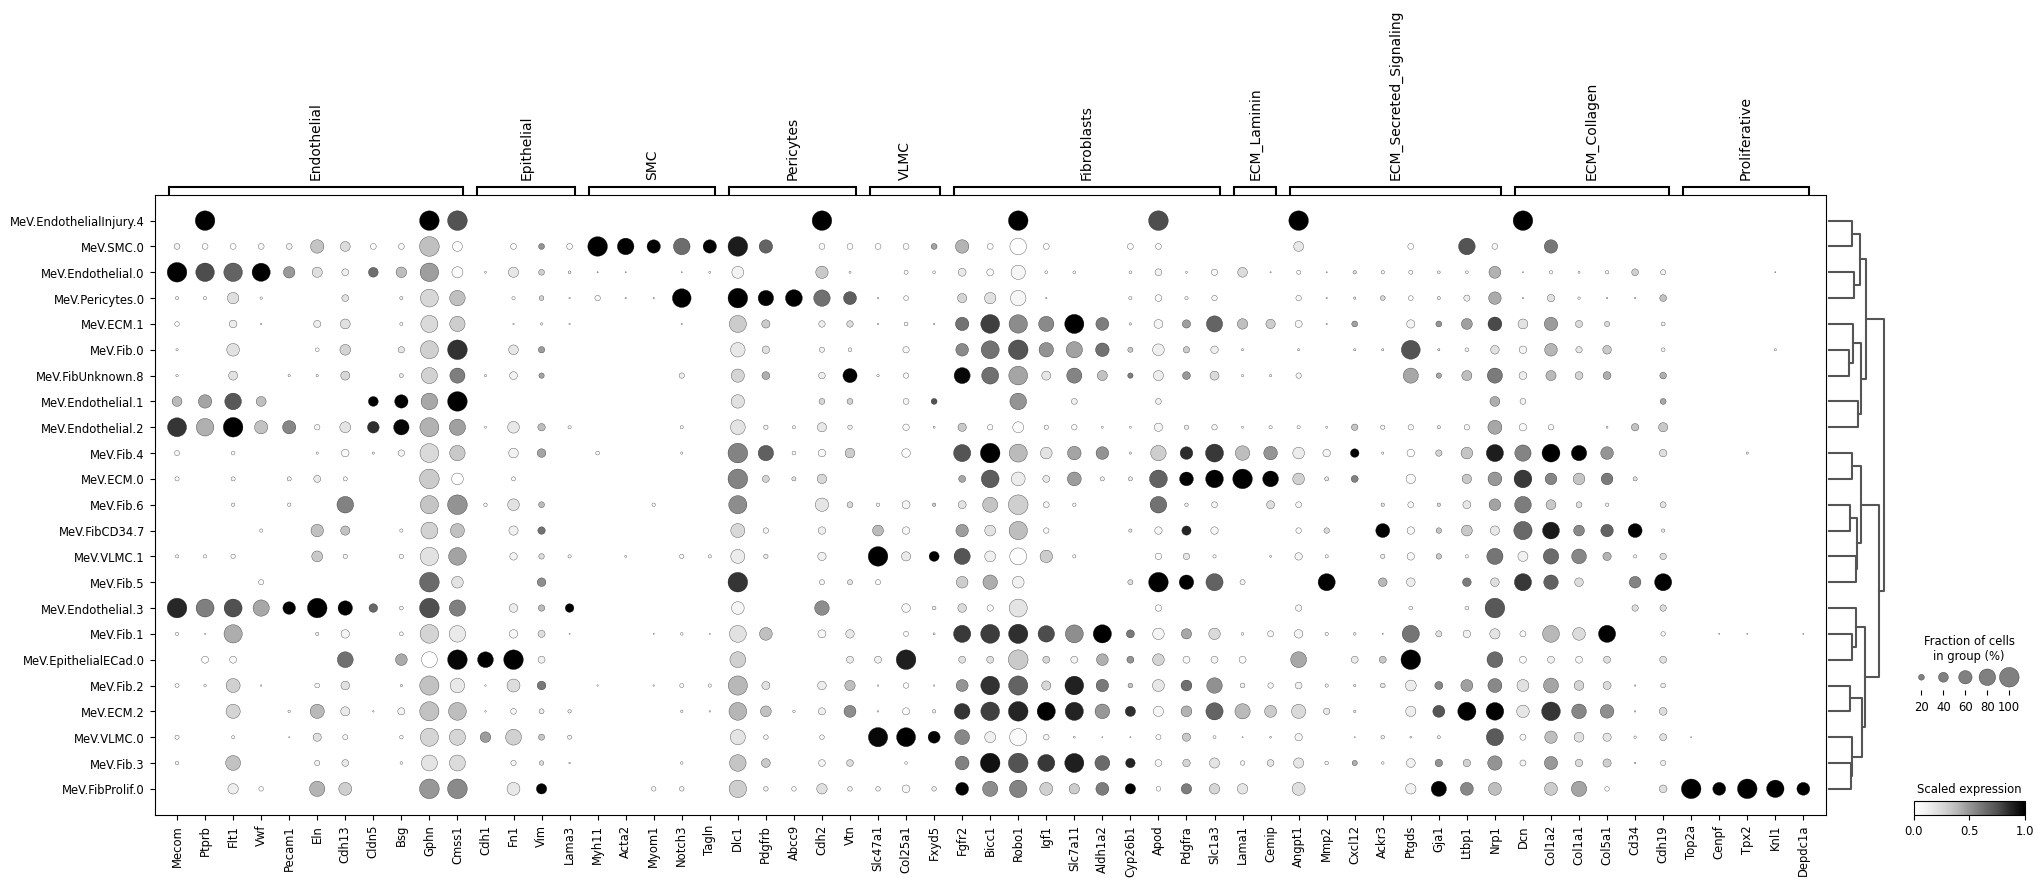 Endothelial
Epithelial
SMC
Pericytes
VLMC
Fibroblasts
ECM_Laminin
ECM_Secreted_Signaling
ECM_Collagen
Proliferative
MeV.EndothelialInjury.4
MeV.SMC.0
MeV.Endothelial.0
MeV.Pericytes.0
MeV.ECM.1
MeV.Fib.0
MeV.FibUnknown.8
MeV.Endothelial.1
MeV.Endothelial.2
MeV.Fib.4
MeV.ECM.0
MeV.Fib.6
MeV.FibCD34.7
MeV.VLMC.1
MeV.Fib.5
MeV.Endothelial.3
MeV.Fib.1
MeV.EpithelialECad.0
MeV.Fib.2
MeV.ECM.2
MeV.VLMC.0
MeV.Fib.3
MeV.FibProlif.0
Mecom
Ptprb
Flt1
Vwf
Pecam1
Eln
Cdh13
Cldn5
Bsg
Gphn
Cmss1
Cdh1
Fn1
Vim
Lama3
Myh11
Acta2
Myom1
Notch3
Tagln
Dlc1
Pdgfrb
Abcc9
Cdh2
Vtn
Slc47a1
Col25a1
Fxyd5
Fgfr2
Bicc1
Robo1
Igf1
Slc7a11
Aldh1a2
Cyp26b1
Apod
Pdgfra
Slc1a3
Lama1
Cemip
Angpt1
Mmp2
Cxcl12
Ackr3
Ptgds
Gja1
Ltbp1
Nrp1
Dcn
Col1a2
Col1a1
Col5a1
Cd34
Cdh19
Top2a
Cenpf
Tpx2
Knl1
Depdc1a
Fraction of cells
in group (%)
20 40 60 80 100
Scaled expression
0.0 0.5 1.0